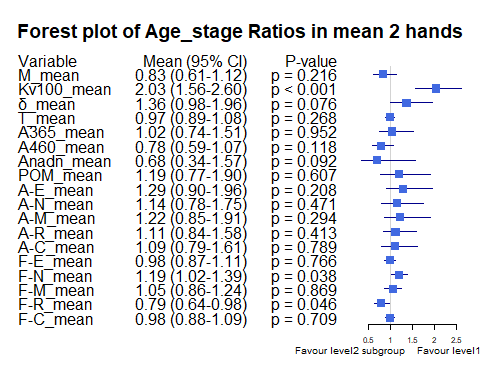 Forest plot of Age_stage Ratios in mean 2 hands
Variable Mean (95% CI) P-value
M_mean 0.83 (0.61-1.12) p = 0.216
Kv100_mean 2.03 (1.56-2.60) p < 0.001
δ_mean 1.36 (0.98-1.96) p = 0.076
T_mean 0.97 (0.89-1.08) p = 0.268
A365_mean 1.02 (0.74-1.51) p = 0.952
A460_mean 0.78 (0.59-1.07) p = 0.118
Anadn_mean 0.68 (0.34-1.57) p = 0.092
POM_mean 1.19 (0.77-1.90) p = 0.607
A-E_mean 1.29 (0.90-1.96) p = 0.208
A-N_mean 1.14 (0.78-1.75) p = 0.471
A-M_mean 1.22 (0.85-1.91) p = 0.294
A-R_mean 1.11 (0.84-1.58) p = 0.413
A-C_mean 1.09 (0.79-1.61) p = 0.789
F-E_mean 0.98 (0.87-1.11) p = 0.766
F-N_mean 1.19 (1.02-1.39) p = 0.038
F-M_mean 1.05 (0.86-1.24) p = 0.869
F-R_mean 0.79 (0.64-0.98) p = 0.046
F-C_mean 0.98 (0.88-1.09) p = 0.709
0.5 1 1.5 2 2.5
Favour level2 subgroup Favour level1